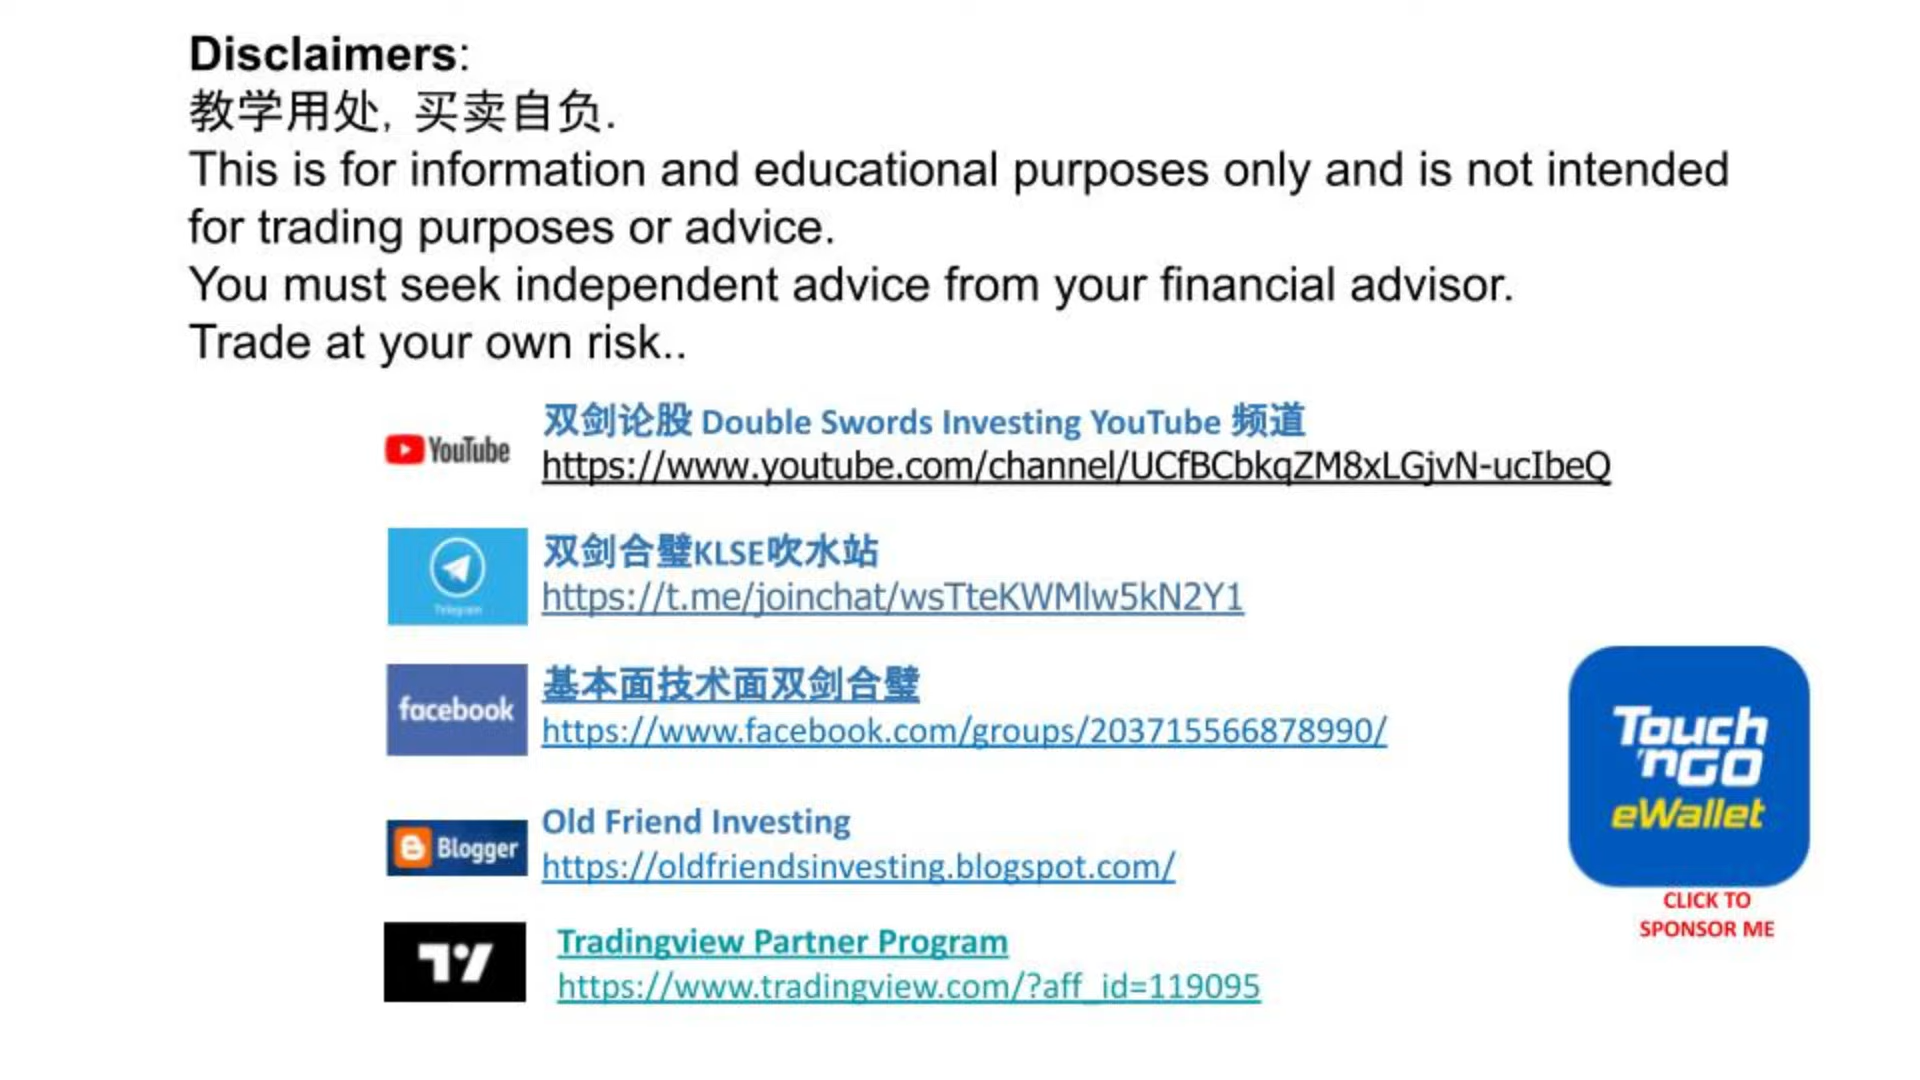 Disclaimers:
教学用处, 买卖自负.
This is for information and educational purposes only and is not intended
for trading purposes or advice.
You must seek independent advice from your financial advisor.
Trade at your own risk..
YouTube
双剑论股 Double Swords Investing YouTube 频道
https://www.youtube.com/channel/UCfBCbkqZM8xLGjvN-ucIbeQ
Telegram
双剑合璧KLSE吹水站
https://t.me/joinchat/wsTteKWMlw5kN2Y1
facebook
基本面技术面双剑合璧
https://www.facebook.com/groups/203715566878990/
Touch
'nGO
eWallet
CLICK TO
SPONSOR ME
Blogger
Old Friend Investing
https://oldfriendsinvesting.blogspot.com/
Tradingview Partner Program
https://www.tradingview.com/?aff_id=119095